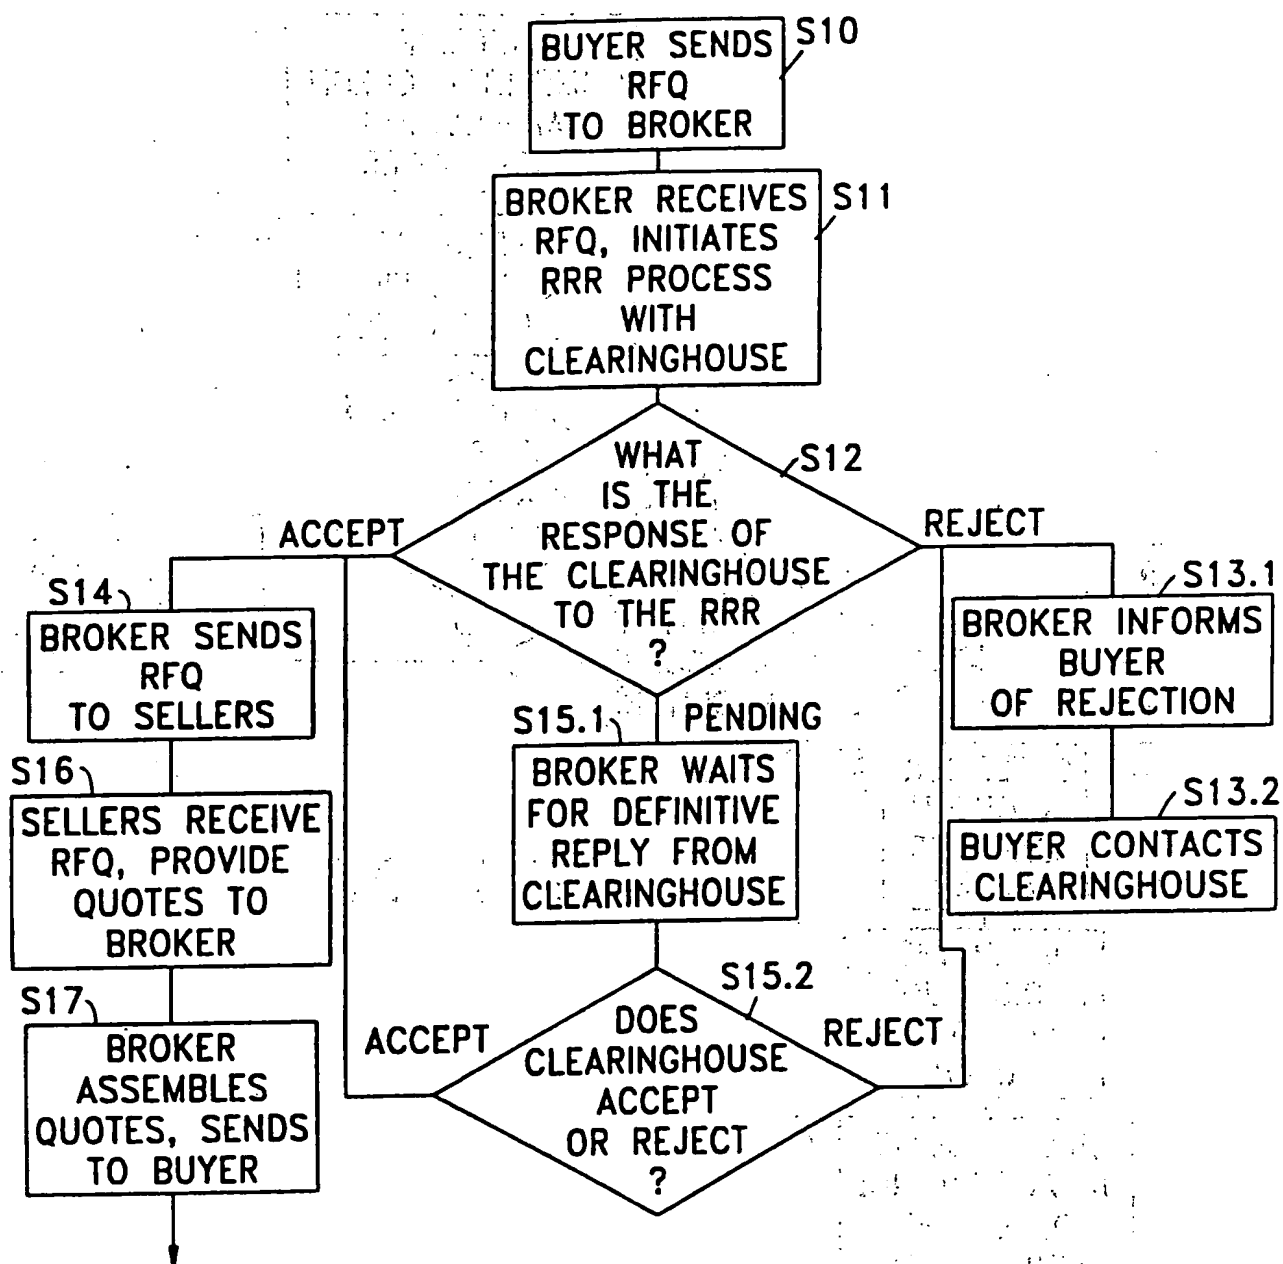 S10
BUYER SENDS
RFQ
TO BROKER
S11
BROKER RECEIVES
RFQ, INITIATES
RRR PROCESS
WITH
CLEARINGHOUSE
S12
WHAT
IS THE
RESPONSE OF
THE CLEARINGHOUSE
TO THE RRR
?
ACCEPT
REJECT
PENDING
S14
BROKER SENDS
RFQ
TO SELLERS
S16
SELLERS RECEIVE
RFQ, PROVIDE
QUOTES TO
BROKER
S17
BROKER
ASSEMBLES
QUOTES, SENDS
TO BUYER
S15.1
BROKER WAITS
FOR DEFINITIVE
REPLY FROM
CLEARINGHOUSE
S15.2
DOES
CLEARINGHOUSE
ACCEPT
OR REJECT
?
ACCEPT
REJECT
S13.1
BROKER INFORMS
BUYER
OF REJECTION
S13.2
BUYER CONTACTS
CLEARINGHOUSE